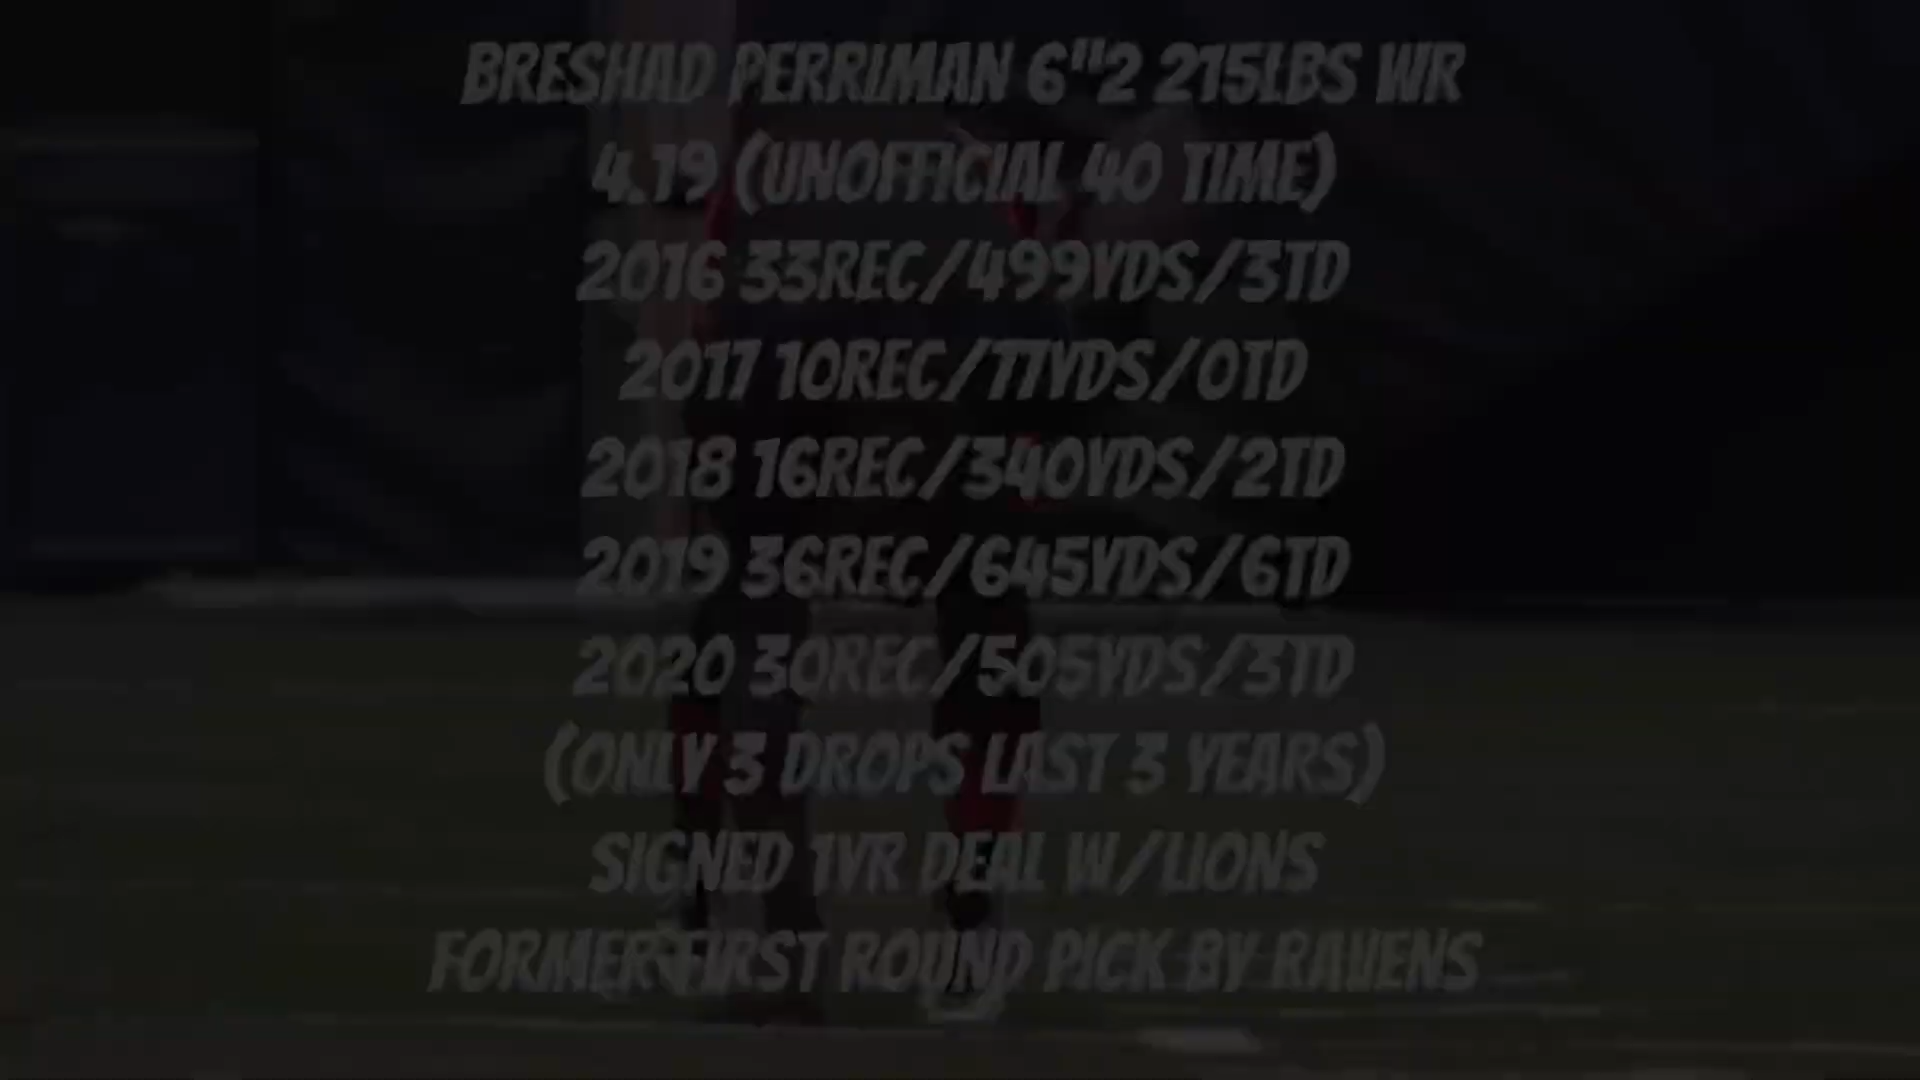 BRESHAD PERRIMAN 6"2 215LBS WR
4.19 (UNOFFICIAL 40 TIME)
2016 33REC/499YDS/3TD
2017 10REC/77YDS/0TD
2018 16REC/340YDS/2TD
2019 36REC/645YDS/6TD
2020 30REC/505YDS/3TD
(ONLY 3 DROPS LAST 3 YEARS)
SIGNED 1YR DEAL W/LIONS
FORMER FIRST ROUND PICK BY RAVENS